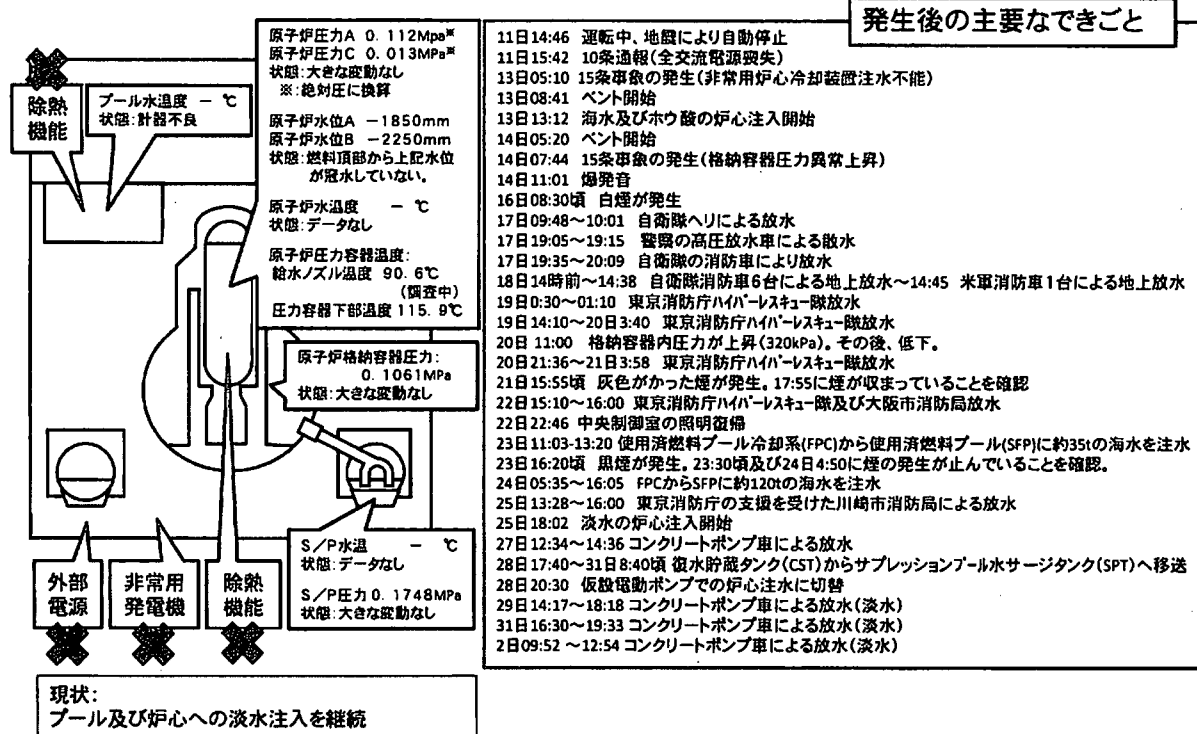 発生後の主要なできごと
除熱
機能
プール水温度 － ℃
状態:計器不良
原子炉圧力A 0. 112Mpa※
原子炉圧力C 0. 013MPa※
状態:大きな変動なし
※:絶対圧に換算
原子炉水位A －1850mm
原子炉水位B －2250mm
状態:燃料頂部から上記水位
が冠水していない。
原子炉水温度 － ℃
状態:データなし
原子炉圧力容器温度:
給水ノズル温度 90. 6℃
(調査中)
圧力容器下部温度 115. 9℃
原子炉格納容器圧力:
0. 1061MPa
状態:大きな変動なし
S／P水温 － ℃
状態:データなし
S／P圧力 0. 1748MPa
状態:大きな変動なし
外部
電源
非常用
発電機
除熱
機能
現状:
プール及び炉心への淡水注入を継続
11日14:46 運転中、地震により自動停止
11日15:42 10条通報(全交流電源喪失)
13日05:10 15条事象の発生(非常用炉心冷却装置注水不能)
13日08:41 ベント開始
13日13:12 海水及びホウ酸の炉心注入開始
14日05:20 ベント開始
14日07:44 15条事象の発生(格納容器圧力異常上昇)
14日11:01 爆発音
16日08:30頃 白煙が発生
17日09:48～10:01 自衛隊ヘリによる放水
17日19:05～19:15 警察の高圧放水車による散水
17日19:35～20:09 自衛隊の消防車により放水
18日14時前～14:38 自衛隊消防車6台による地上放水～14:45 米軍消防車1台による地上放水
19日0:30～01:10 東京消防庁ハイパーレスキュー隊放水
19日14:10～20日3:40 東京消防庁ハイパーレスキュー隊放水
20日 11:00 格納容器内圧力が上昇(320kPa)。その後、低下。
20日21:36～21日3:58 東京消防庁ハイパーレスキュー隊放水
21日15:55頃 灰色がかった煙が発生。17:55に煙が収まっていることを確認
22日15:10～16:00 東京消防庁ハイパーレスキュー隊及び大阪市消防局放水
22日22:46 中央制御室の照明復帰
23日11:03-13:20 使用済燃料プール冷却系(FPC)から使用済燃料プール(SFP)に約35tの海水を注水
23日16:20頃 黒煙が発生。23:30頃及び24日4:50に煙の発生が止んでいることを確認。
24日05:35～16:05 FPCからSFPに約120tの海水を注水
25日13:28～16:00 東京消防庁の支援を受けた川崎市消防局による放水
25日18:02 淡水の炉心注入開始
27日12:34～14:36 コンクリートポンプ車による放水
28日17:40～31日8:40頃 復水貯蔵タンク(CST)からサプレッションプール水サージタンク(SPT)へ移送
28日20:30 仮設電動ポンプでの炉心注水に切替
29日14:17～18:18 コンクリートポンプ車による放水(淡水)
31日16:30～19:33 コンクリートポンプ車による放水(淡水)
2日09:52 ～12:54 コンクリートポンプ車による放水(淡水)